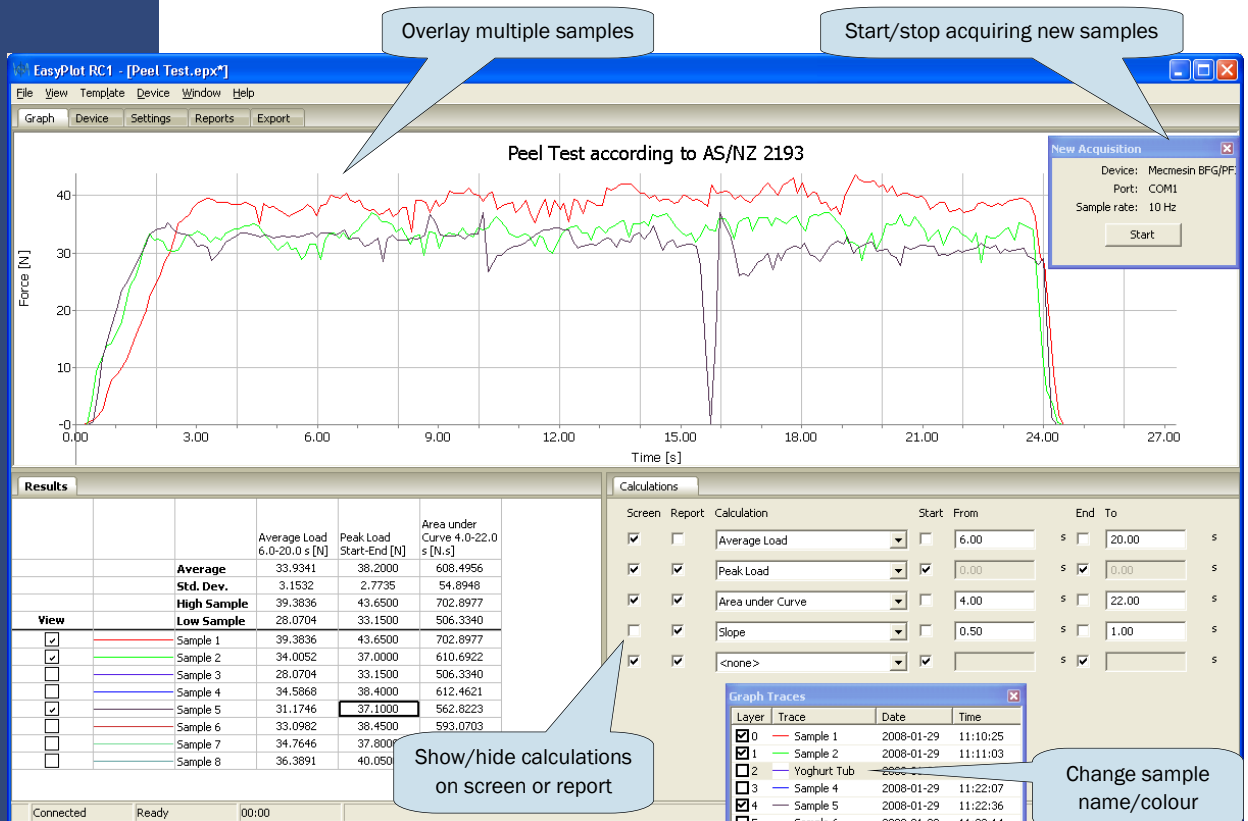 Overlay multiple samples
Start/stop acquiring new samples
EasyPlot RC1 - [Peel Test.epx*]
File View Template Device Window Help
Graph Device Settings Reports Export
Peel Test according to AS/NZ 2193
New Acquisition
Device: Mecmesin BFG/PF
Port: COM1
Sample rate: 10 Hz
Start
Force [N]
40
30
20
10
-0
0.00 3.00 6.00 9.00 12.00 15.00 18.00 21.00 24.00 27.00
Time [s]
Results
Average Load 6.0-20.0 s [N] Peak Load Start-End [N] Area under Curve 4.0-22.0 s [N.s]
Average 33.9341 38.2000 608.4956
Std. Dev. 3.1532 2.7735 54.8948
High Sample 39.3836 43.6500 702.8977
View Low Sample 28.0704 33.1500 506.3340
Sample 1 39.3836 43.6500 702.8977
Sample 2 34.0052 37.0000 610.6922
Sample 3 28.0704 33.1500 506.3340
Sample 4 34.5868 38.4000 612.4621
Sample 5 31.1746 37.1000 562.8223
Sample 6 33.0982 38.4500 593.0703
Sample 7 34.7646 37.8000
Sample 8 36.3891 40.0500
Calculations
Screen Report Calculation Start From End To
Average Load 6.00 s 20.00 s
Peak Load 0.00 s 0.00 s
Area under Curve 4.00 s 22.00 s
Slope 0.50 s 1.00 s
<none> s s
Graph Traces
Layer Trace Date Time
0 Sample 1 2008-01-29 11:10:25
1 Sample 2 2008-01-29 11:11:03
2 Yoghurt Tub
3 Sample 4 2008-01-29 11:22:07
4 Sample 5 2008-01-29 11:22:36
Show/hide calculations
on screen or report
Change sample
name/colour
Connected Ready 00:00